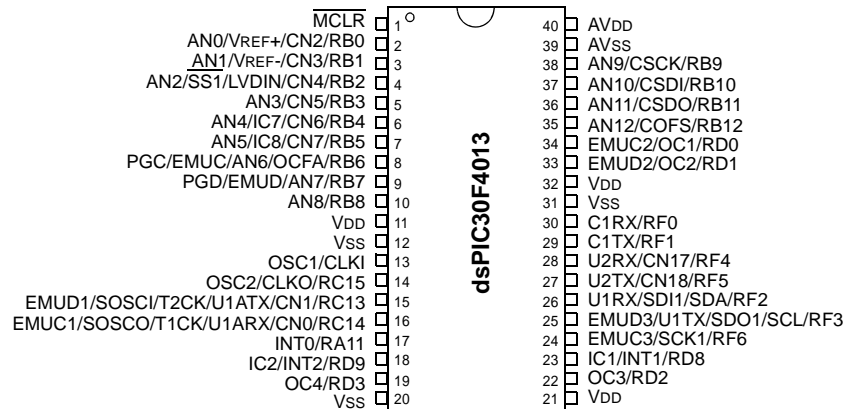 MCLR 1 40 AVDD
AN0/VREF+/CN2/RB0 2 39 AVSS
AN1/VREF-/CN3/RB1 3 38 AN9/CSCK/RB9
AN2/SS1/LVDIN/CN4/RB2 4 37 AN10/CSDI/RB10
AN3/CN5/RB3 5 36 AN11/CSDO/RB11
AN4/IC7/CN6/RB4 6 35 AN12/COFS/RB12
AN5/IC8/CN7/RB5 7 34 EMUC2/OC1/RD0
PGC/EMUC/AN6/OCFA/RB6 8 33 EMUD2/OC2/RD1
PGD/EMUD/AN7/RB7 9 32 VDD
AN8/RB8 10 31 VSS
VDD 11 30 C1RX/RF0
VSS 12 29 C1TX/RF1
OSC1/CLKI 13 28 U2RX/CN17/RF4
OSC2/CLKO/RC15 14 27 U2TX/CN18/RF5
EMUD1/SOSCI/T2CK/U1ATX/CN1/RC13 15 26 U1RX/SDI1/SDA/RF2
EMUC1/SOSCO/T1CK/U1ARX/CN0/RC14 16 25 EMUD3/U1TX/SDO1/SCL/RF3
INT0/RA11 17 24 EMUC3/SCK1/RF6
IC2/INT2/RD9 18 23 IC1/INT1/RD8
OC4/RD3 19 22 OC3/RD2
VSS 20 21 VDD
dsPIC30F4013